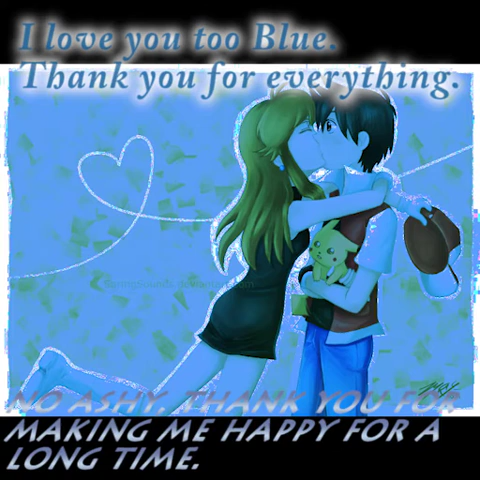 I love you too Blue.
Thank you for everything.
NO ASHY, THANK YOU FOR
MAKING ME HAPPY FOR A
LONG TIME.